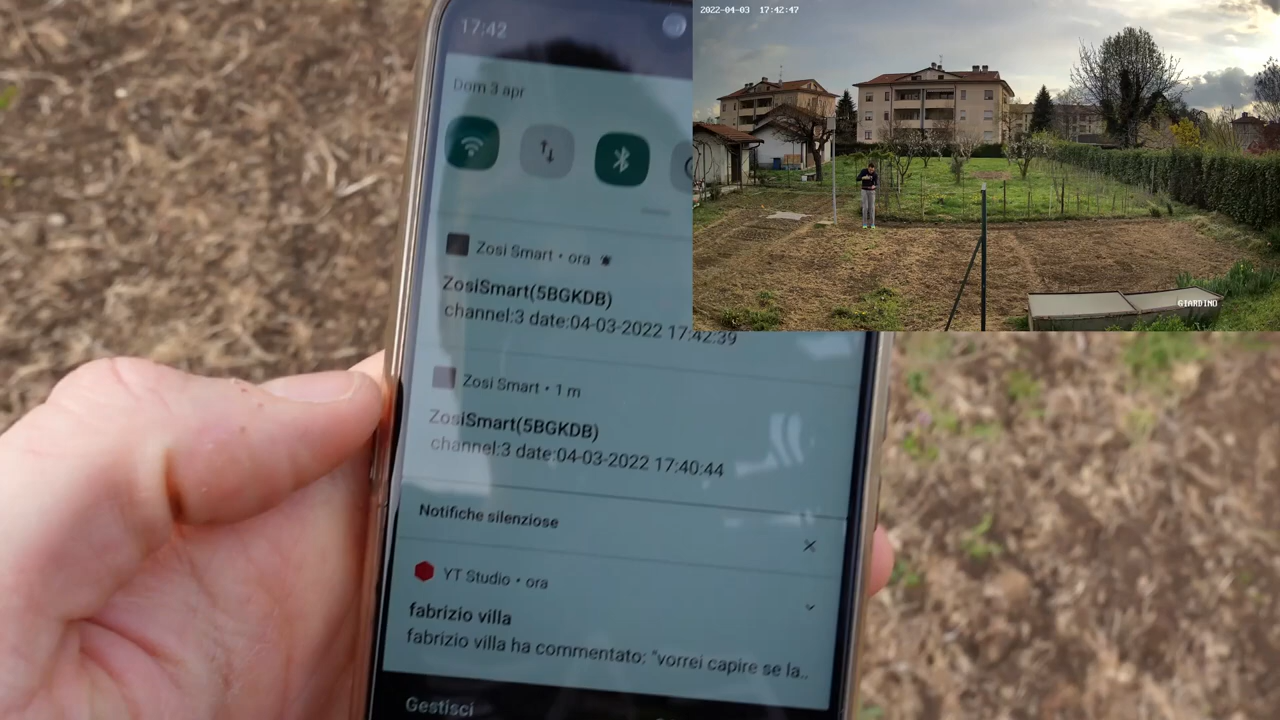 17:42
Dom 3 apr
Zosi Smart • ora
ZosiSmart(5BGKDB)
channel:3 date:04-03-2022 17:42:39
Zosi Smart • 1 m
ZosiSmart(5BGKDB)
channel:3 date:04-03-2022 17:40:44
Notifiche silenziose
YT Studio • ora
fabrizio villa
fabrizio villa ha commentato: "vorrei capire se la..
Gestisci
2022-04-03 17:42:47
GIARDINO